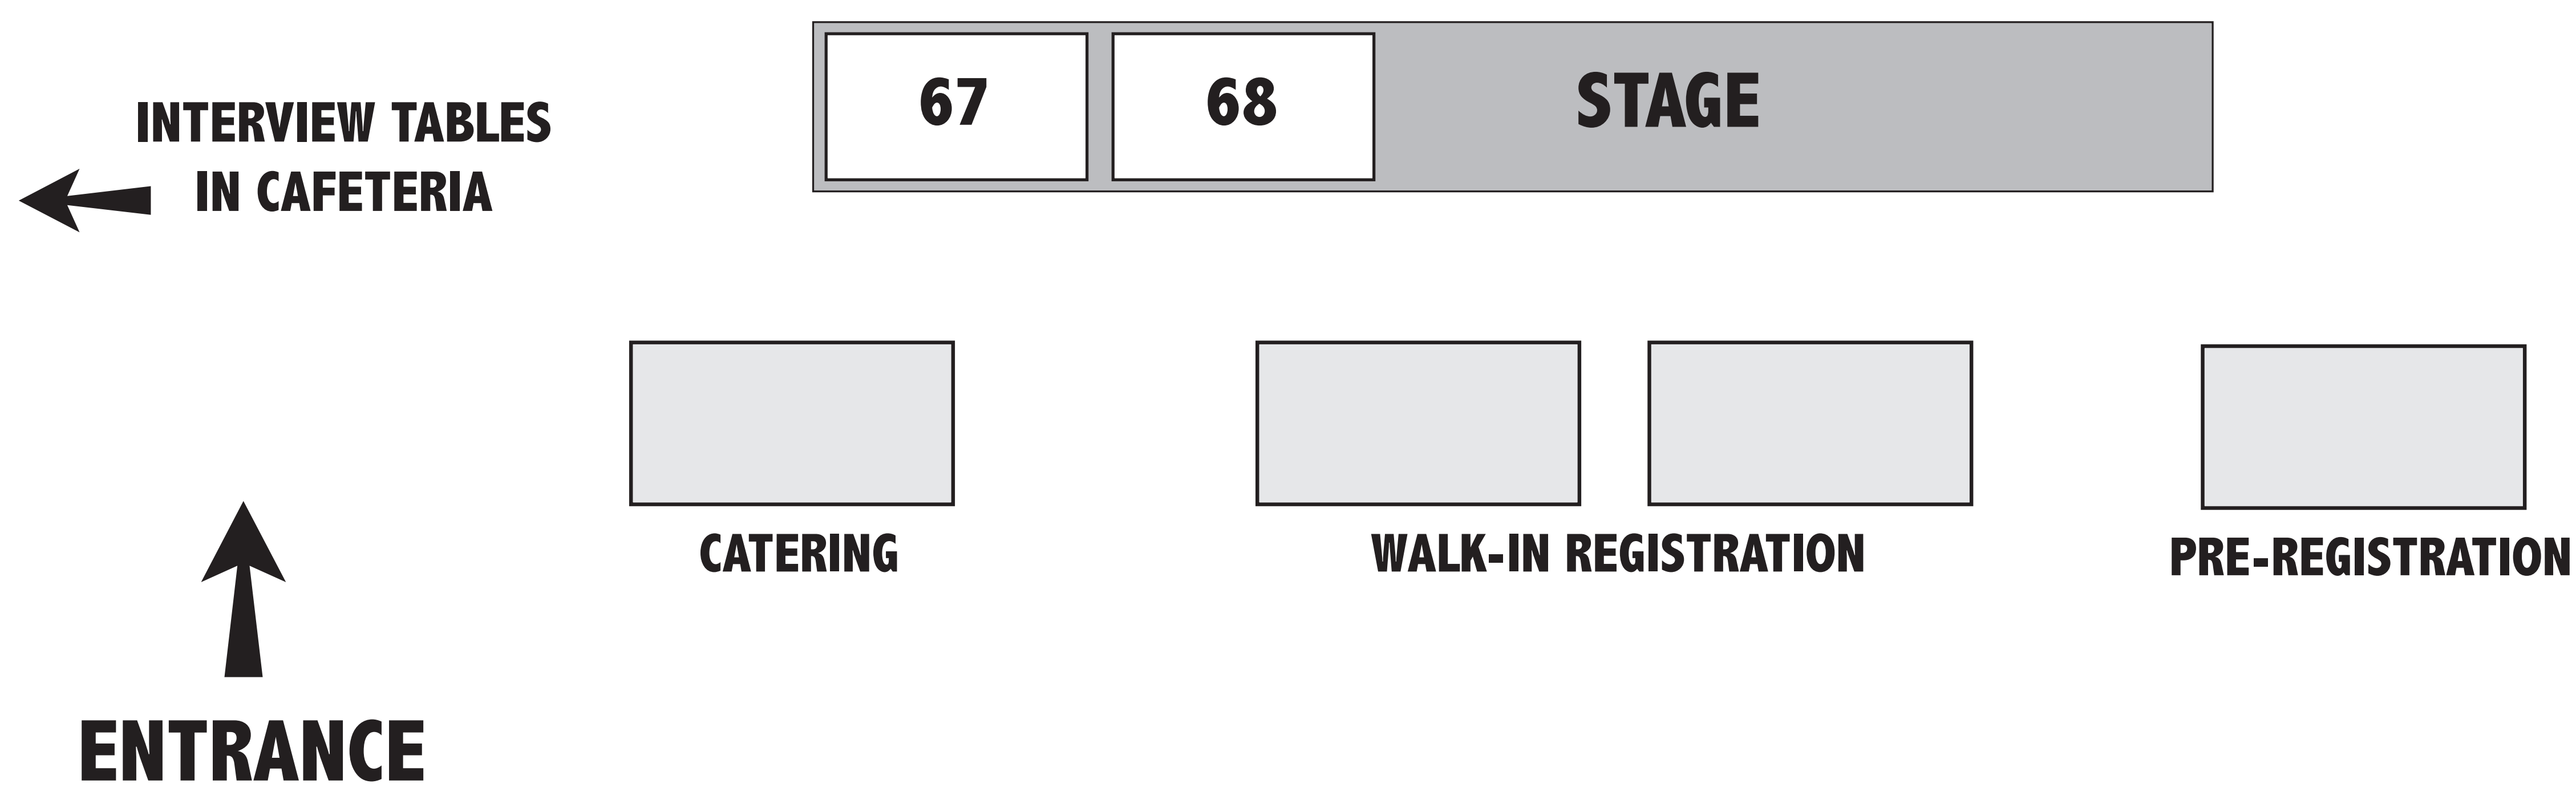 67
68
STAGE
INTERVIEW TABLES
IN CAFETERIA
CATERING
WALK-IN REGISTRATION
PRE-REGISTRATION
ENTRANCE